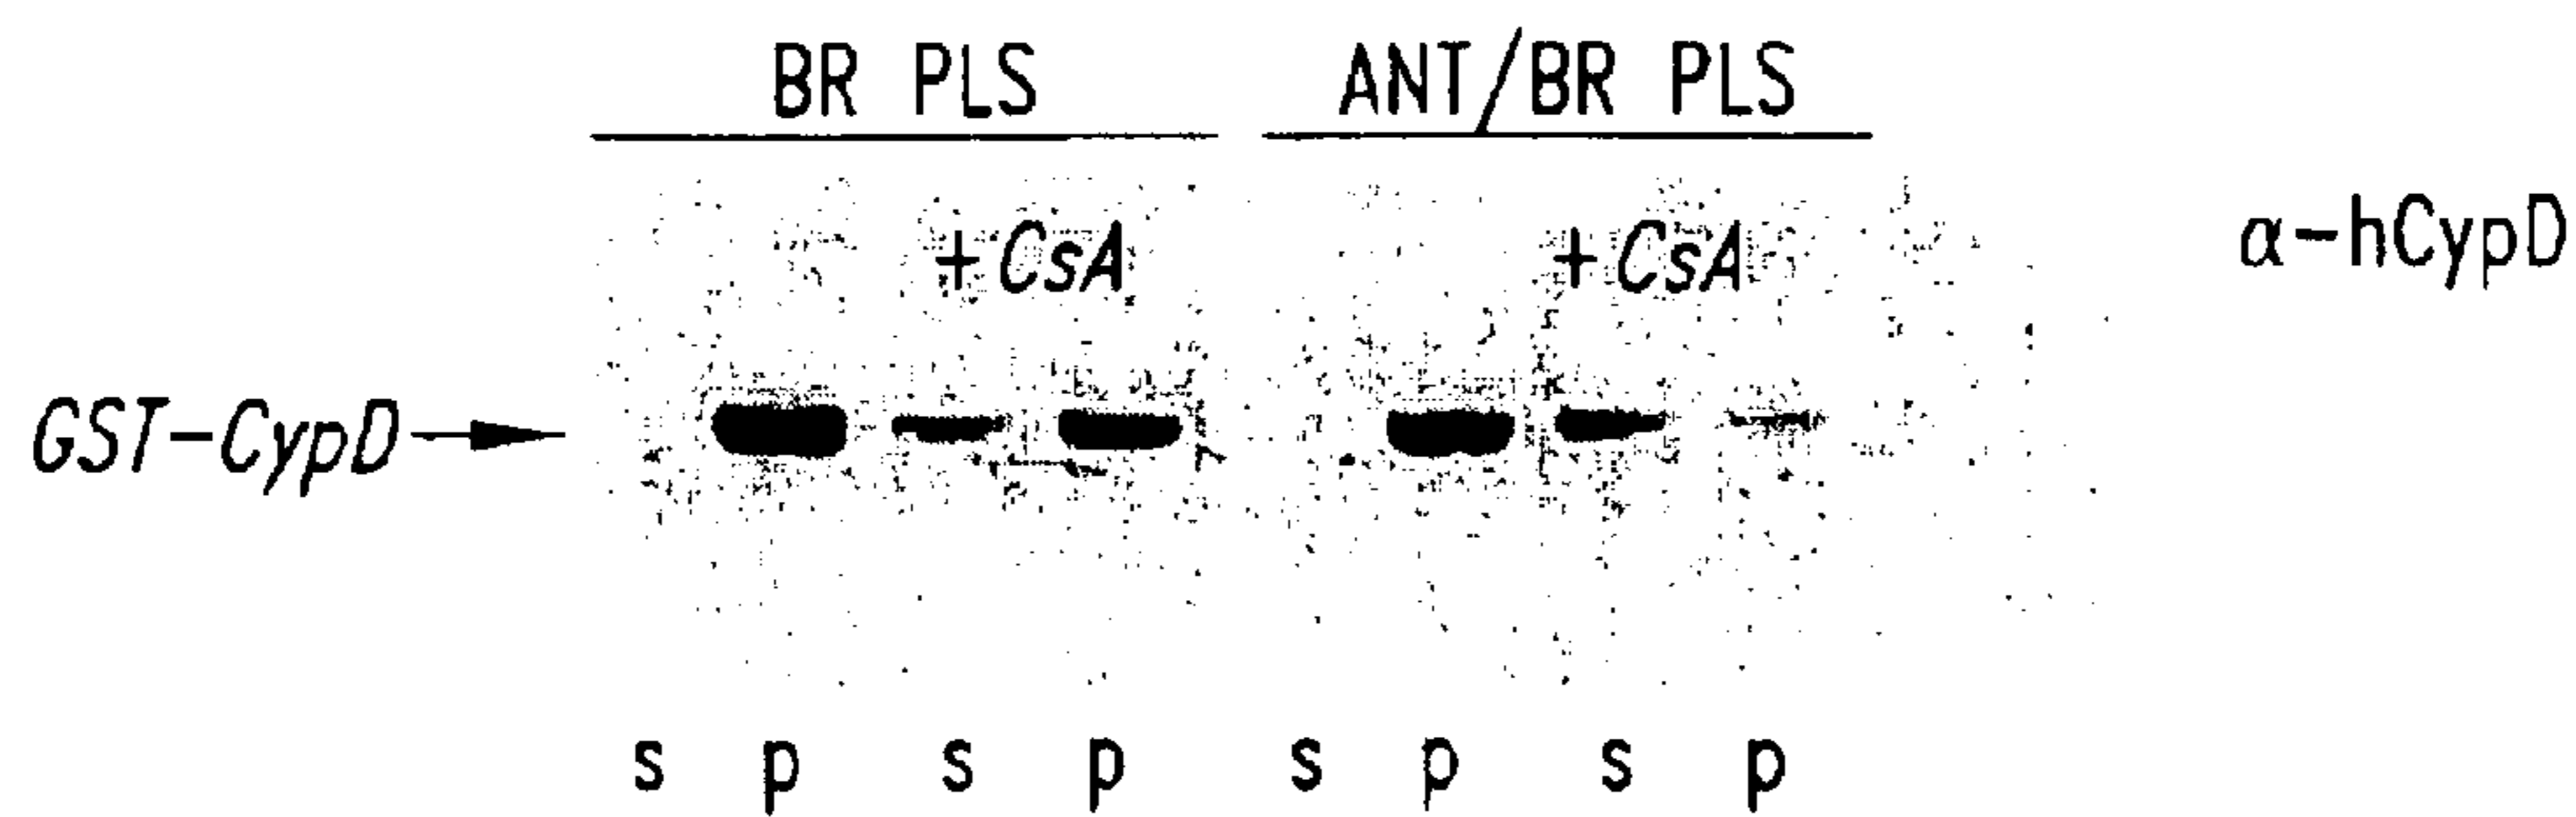 BR PLS ANT/BR PLS
+CsA +CsA α-hCypD
GST-CypD
s p s p s p s p